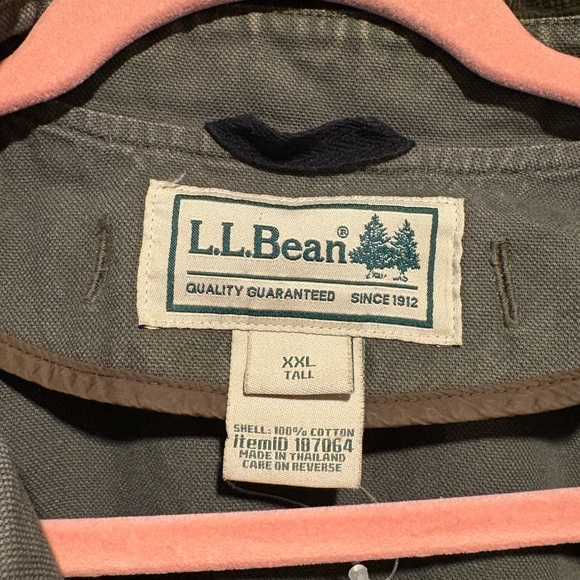 L.L.Bean®
QUALITY GUARANTEED SINCE 1912
XXL
TALL
SHELL: 100% COTTON
itemID 187064
MADE IN THAILAND
CARE ON REVERSE